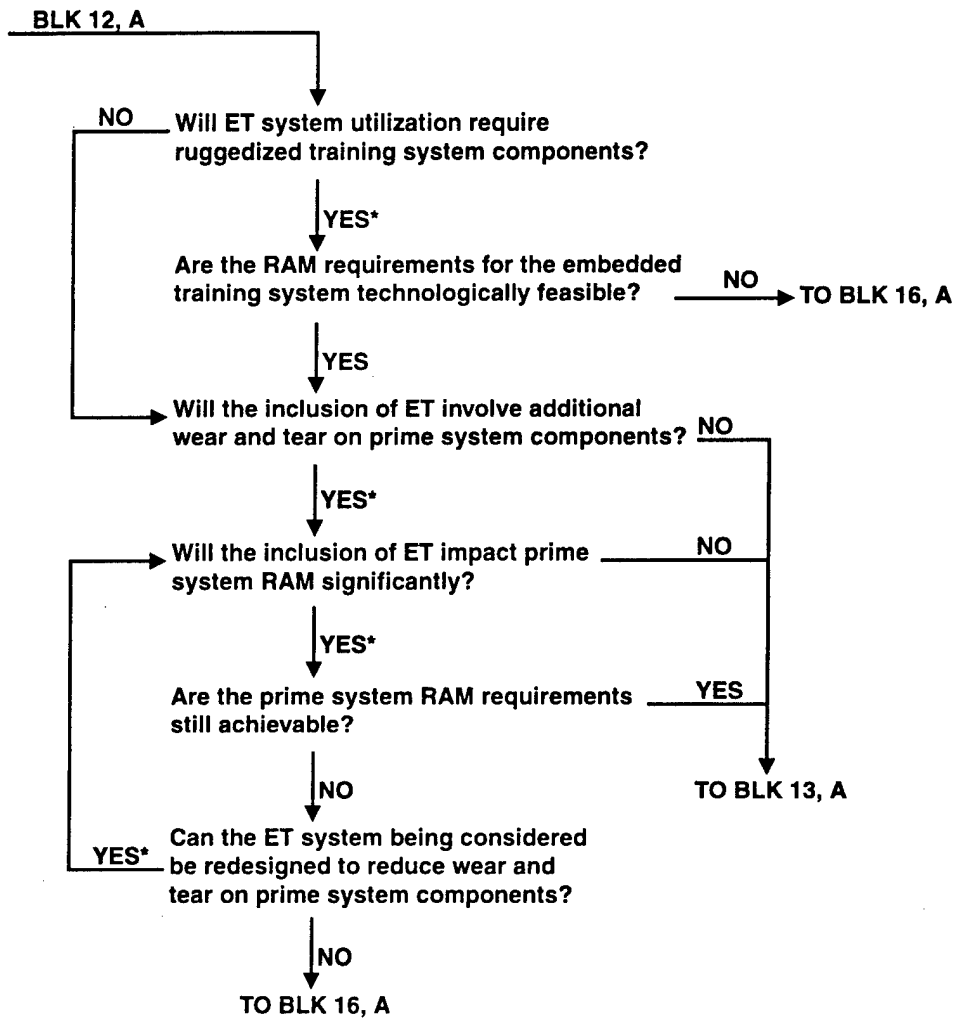 BLK 12, A
NO
Will ET system utilization require
ruggedized training system components?
YES*
Are the RAM requirements for the embedded
training system technologically feasible?
NO
TO BLK 16, A
YES
Will the inclusion of ET involve additional
wear and tear on prime system components?
NO
YES*
Will the inclusion of ET impact prime
system RAM significantly?
NO
YES*
Are the prime system RAM requirements
still achievable?
YES
NO
TO BLK 13, A
Can the ET system being considered
be redesigned to reduce wear and
tear on prime system components?
YES*
NO
TO BLK 16, A